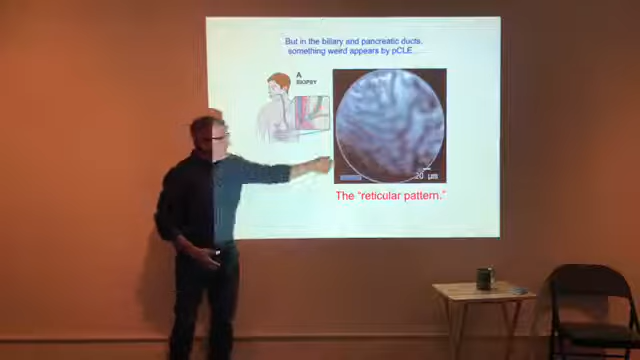 But in the biliary and pancreatic ducts,
something weird appears by pCLE...
A
BIOPSY
20 µm
The "reticular pattern."